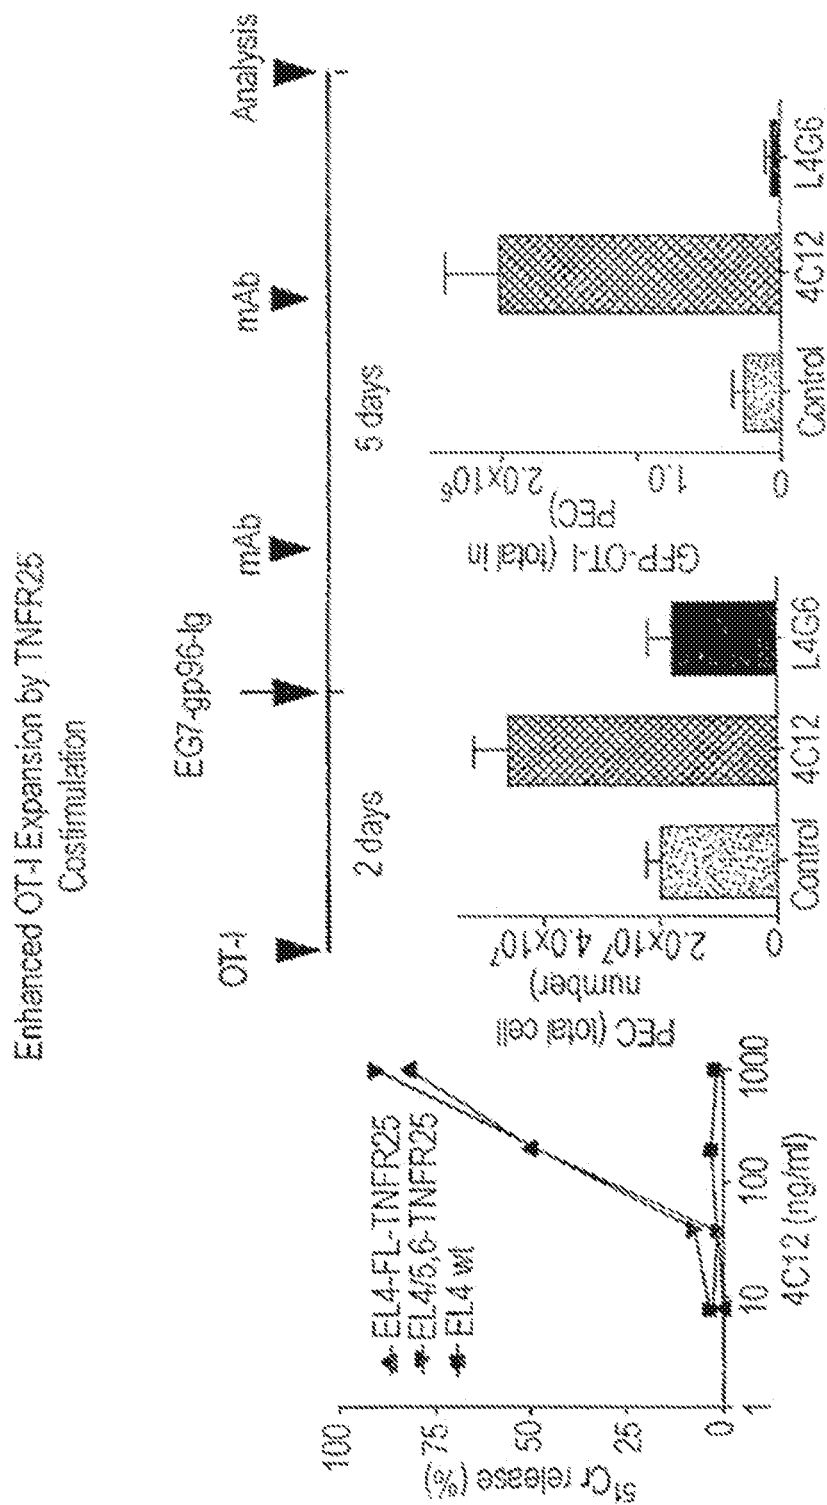 Enhanced OT-I Expansion by TNFR25
Costimulation
OT-I
EG7-gp96-Ig
mAb
mAb
Analysis
2 days
5 days
⁵¹Cr release (%)
100
75
50
25
0
EL4-FL-TNFR25
EL4/5,6-TNFR25
EL4 wt
1
10
100
1000
4C12 (ng/ml)
PEC (total cell
number)
4.0x10⁷
2.0x10⁷
0
Control
4C12
L4G6
GFP-OT-I (total in
PEC)
2.0x10⁶
1.0
0
Control
4C12
L4G6